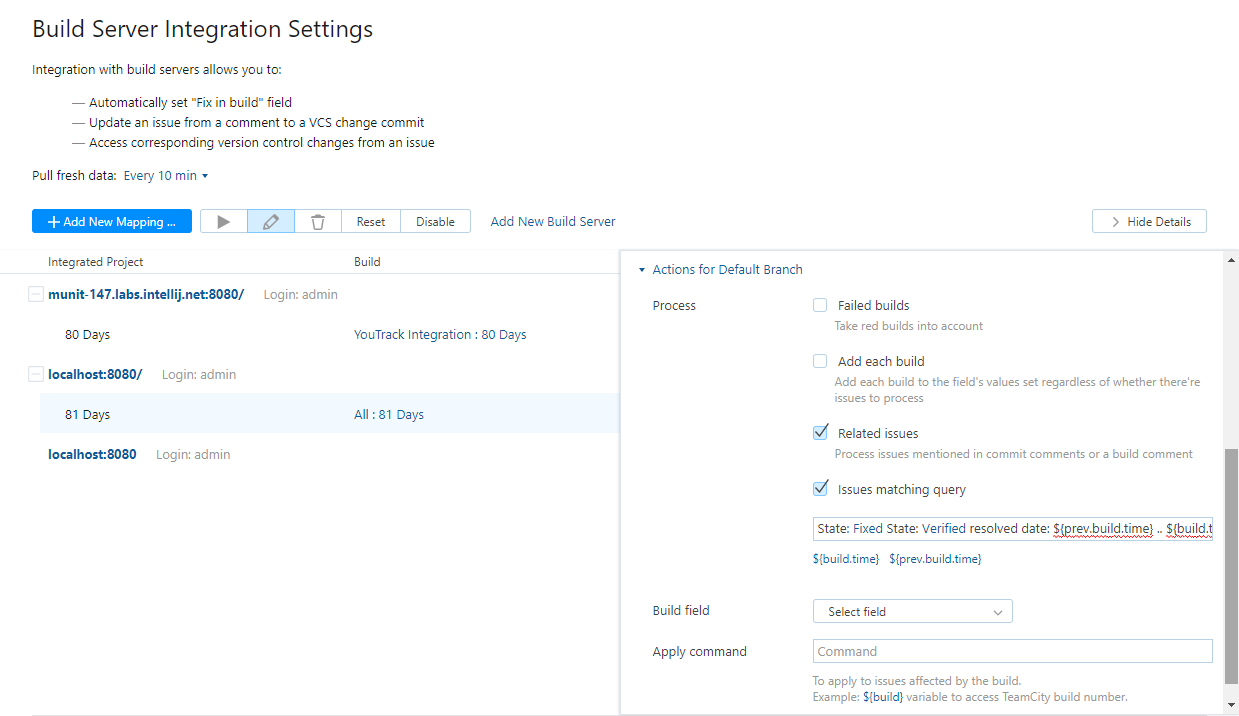 Build Server Integration Settings
Integration with build servers allows you to:
— Automatically set "Fix in build" field
— Update an issue from a comment to a VCS change commit
— Access corresponding version control changes from an issue
Pull fresh data: Every 10 min
Add New Mapping ...
Reset
Disable
Add New Build Server
Hide Details
Integrated Project
Build
munit-147.labs.intellij.net:8080/ Login: admin
80 Days
YouTrack Integration : 80 Days
localhost:8080/ Login: admin
81 Days
All : 81 Days
localhost:8080 Login: admin
Actions for Default Branch
Process
Failed builds
Take red builds into account
Add each build
Add each build to the field's values set regardless of whether there're
issues to process
Related issues
Process issues mentioned in commit comments or a build comment
Issues matching query
State: Fixed State: Verified resolved date: ${prev.build.time} .. ${build.t
${build.time} ${prev.build.time}
Build field
Select field
Apply command
Command
To apply to issues affected by the build.
Example: ${build} variable to access TeamCity build number.